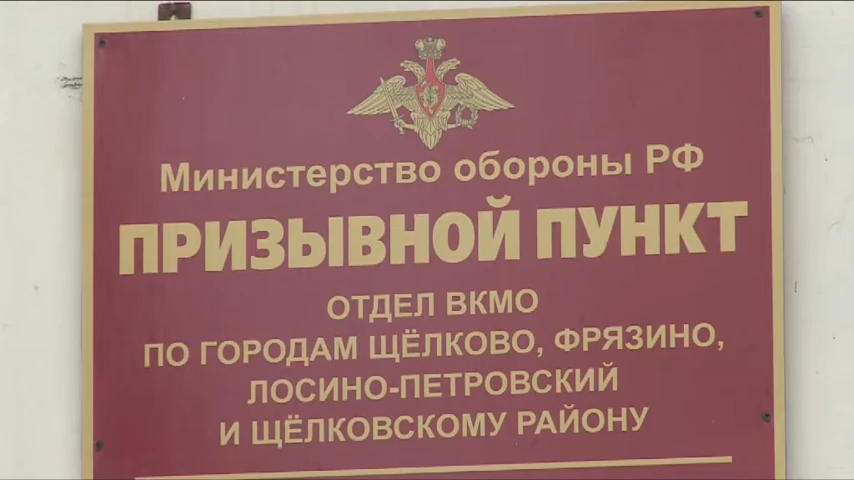 Министерство обороны РФ
ПРИЗЫВНОЙ ПУНКТ
ОТДЕЛ ВКМО
ПО ГОРОДАМ ЩЁЛКОВО, ФРЯЗИНО,
ЛОСИНО-ПЕТРОВСКИЙ
И ЩЁЛКОВСКОМУ РАЙОНУ